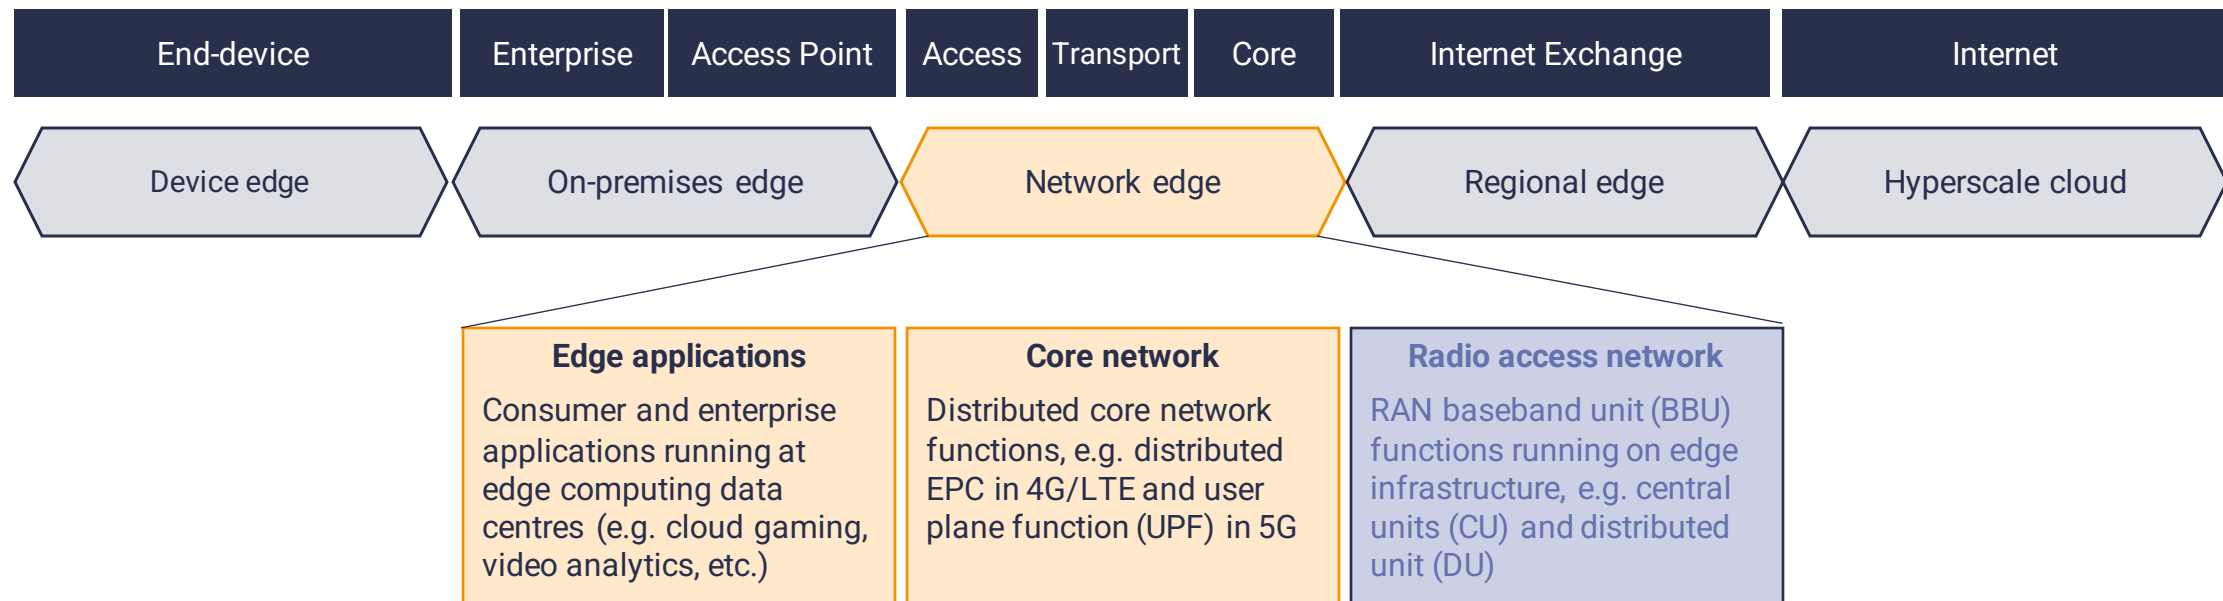 End-device
Enterprise
Access Point
Access
Transport
Core
Internet Exchange
Internet
Device edge
On-premises edge
Network edge
Regional edge
Hyperscale cloud
Edge applications
Consumer and enterprise
applications running at
edge computing data
centres (e.g. cloud gaming,
video analytics, etc.)
Core network
Distributed core network
functions, e.g. distributed
EPC in 4G/LTE and user
plane function (UPF) in 5G
Radio access network
RAN baseband unit (BBU)
functions running on edge
infrastructure, e.g. central
units (CU) and distributed
unit (DU)